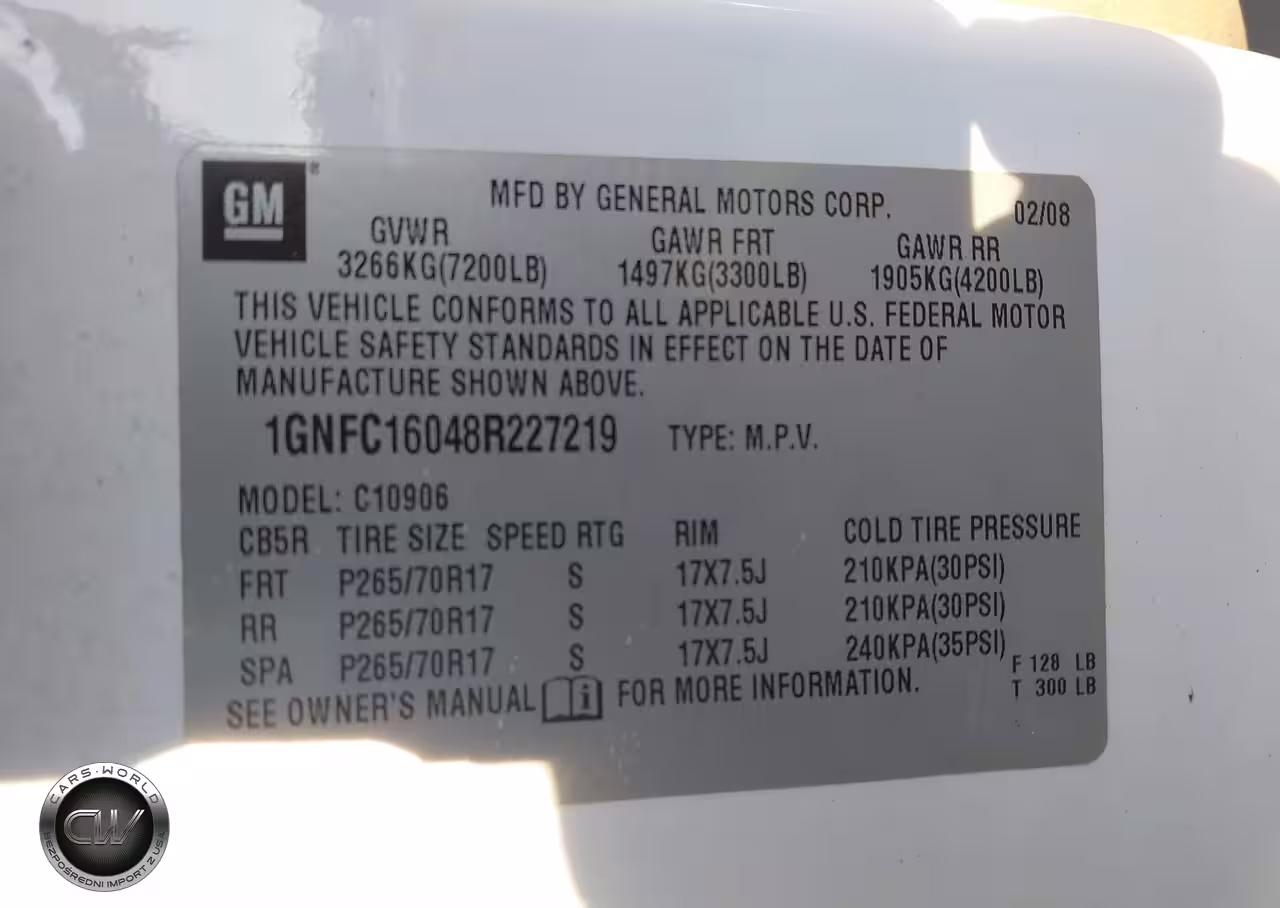 GM®
MFD BY GENERAL MOTORS CORP. 02/08
GVWR GAWR FRT GAWR RR
3266KG(7200LB) 1497KG(3300LB) 1905KG(4200LB)
THIS VEHICLE CONFORMS TO ALL APPLICABLE U.S. FEDERAL MOTOR
VEHICLE SAFETY STANDARDS IN EFFECT ON THE DATE OF
MANUFACTURE SHOWN ABOVE.
1GNFC16048R227219 TYPE: M.P.V.
MODEL: C10906
CB5R TIRE SIZE SPEED RTG RIM COLD TIRE PRESSURE
FRT P265/70R17 S 17X7.5J 210KPA(30PSI)
RR P265/70R17 S 17X7.5J 210KPA(30PSI)
SPA P265/70R17 S 17X7.5J 240KPA(35PSI)
F 128 LB
T 300 LB
SEE OWNER'S MANUAL i FOR MORE INFORMATION.
CARS-WORLD
CW
BEZPOŚREDNI IMPORT Z USA